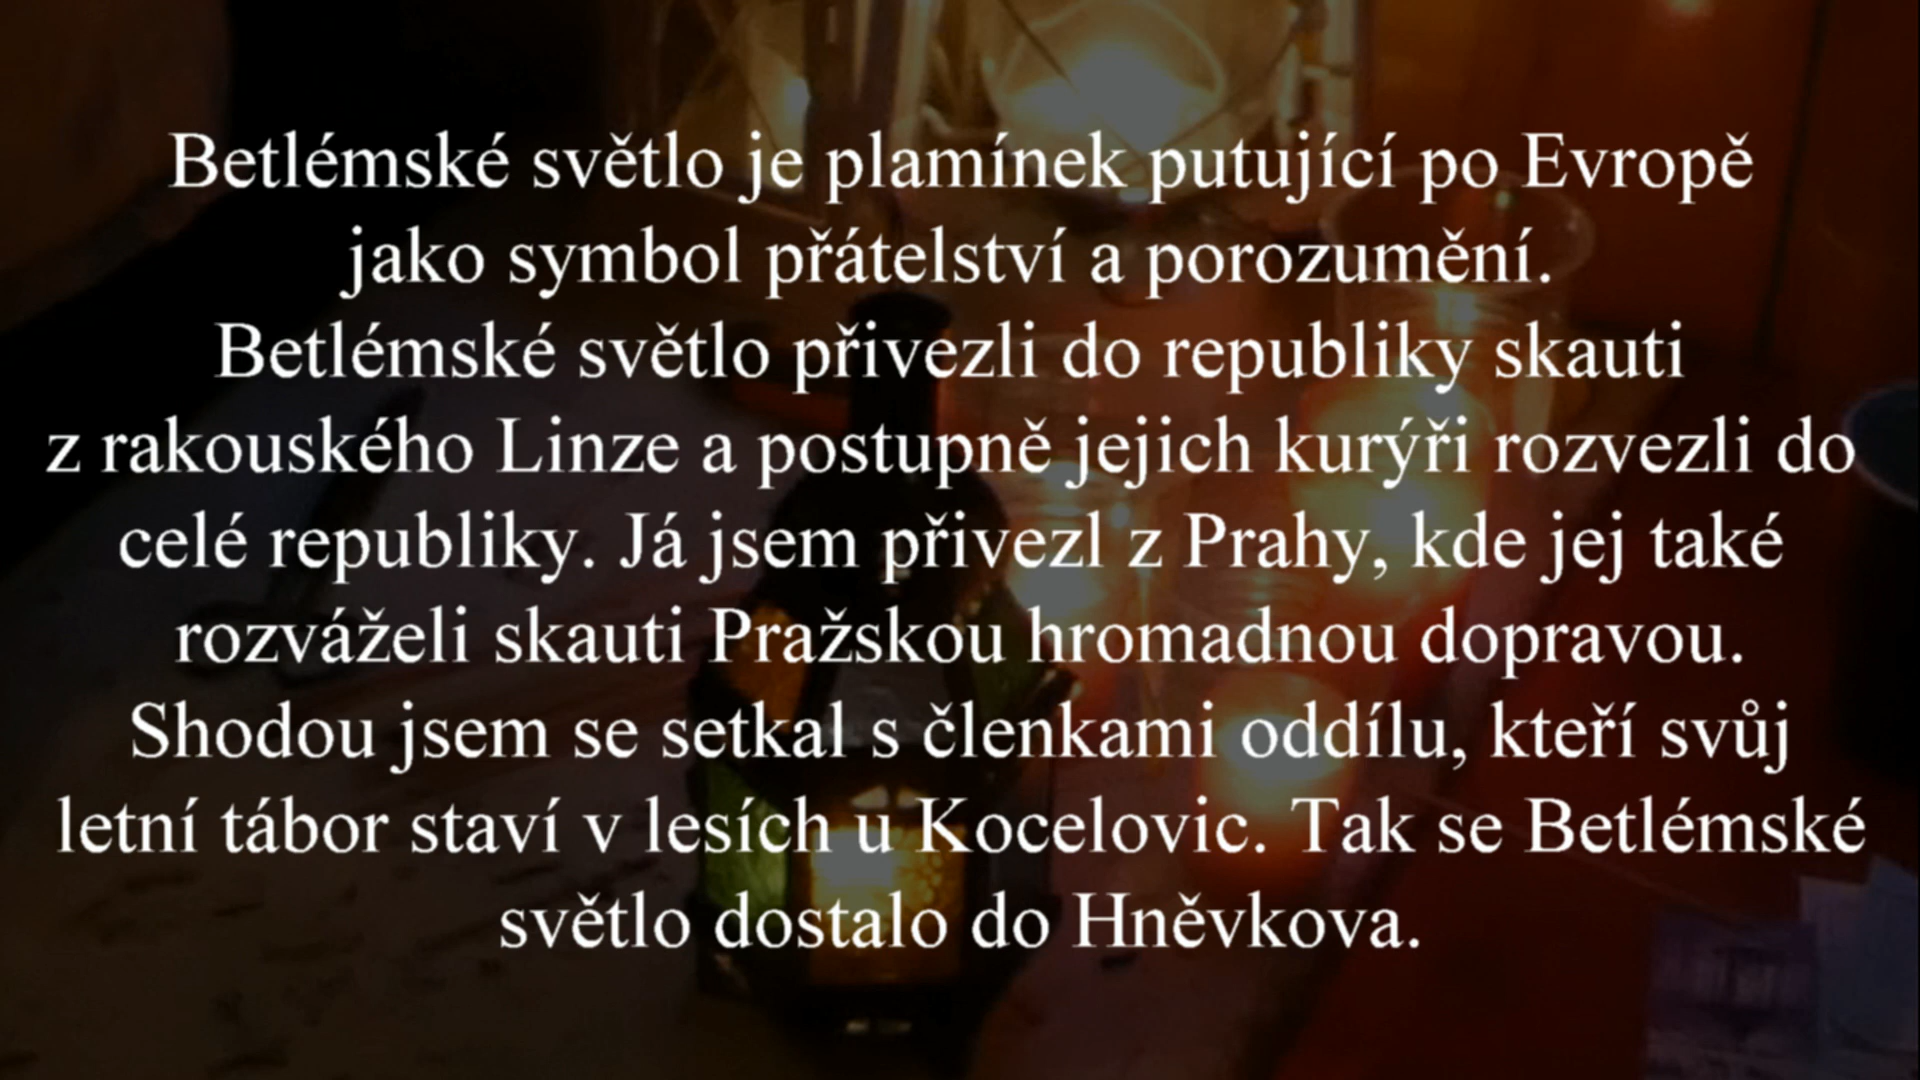 Betlémské světlo je plamínek putující po Evropě
jako symbol přátelství a porozumění.
Betlémské světlo přivezli do republiky skauti
z rakouského Linze a postupně jejich kurýři rozvezli do
celé republiky. Já jsem přivezl z Prahy, kde jej také
rozváželi skauti Pražskou hromadnou dopravou.
Shodou jsem se setkal s členkami oddílu, kteří svůj
letní tábor staví v lesích u Kocelovic. Tak se Betlémské
světlo dostalo do Hněvkova.